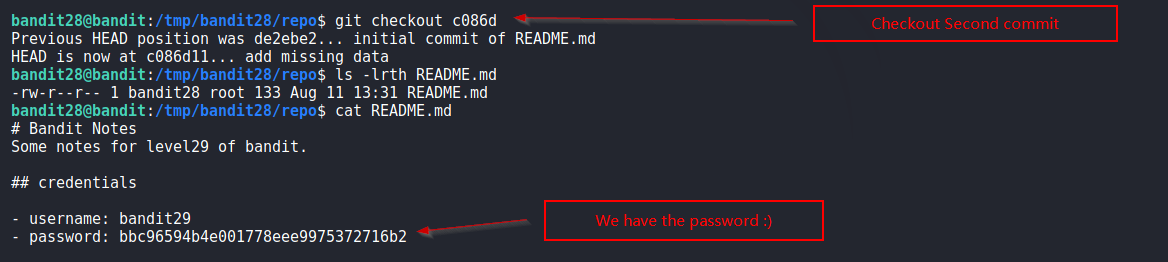 bandit28@bandit:/tmp/bandit28/repo$ git checkout c086d
Checkout Second commit
Previous HEAD position was de2ebe2... initial commit of README.md
HEAD is now at c086d11... add missing data
bandit28@bandit:/tmp/bandit28/repo$ ls -lrth README.md
-rw-r--r-- 1 bandit28 root 133 Aug 11 13:31 README.md
bandit28@bandit:/tmp/bandit28/repo$ cat README.md
# Bandit Notes
Some notes for level29 of bandit.
## credentials
- username: bandit29
We have the password :)
- password: bbc96594b4e001778eee9975372716b2